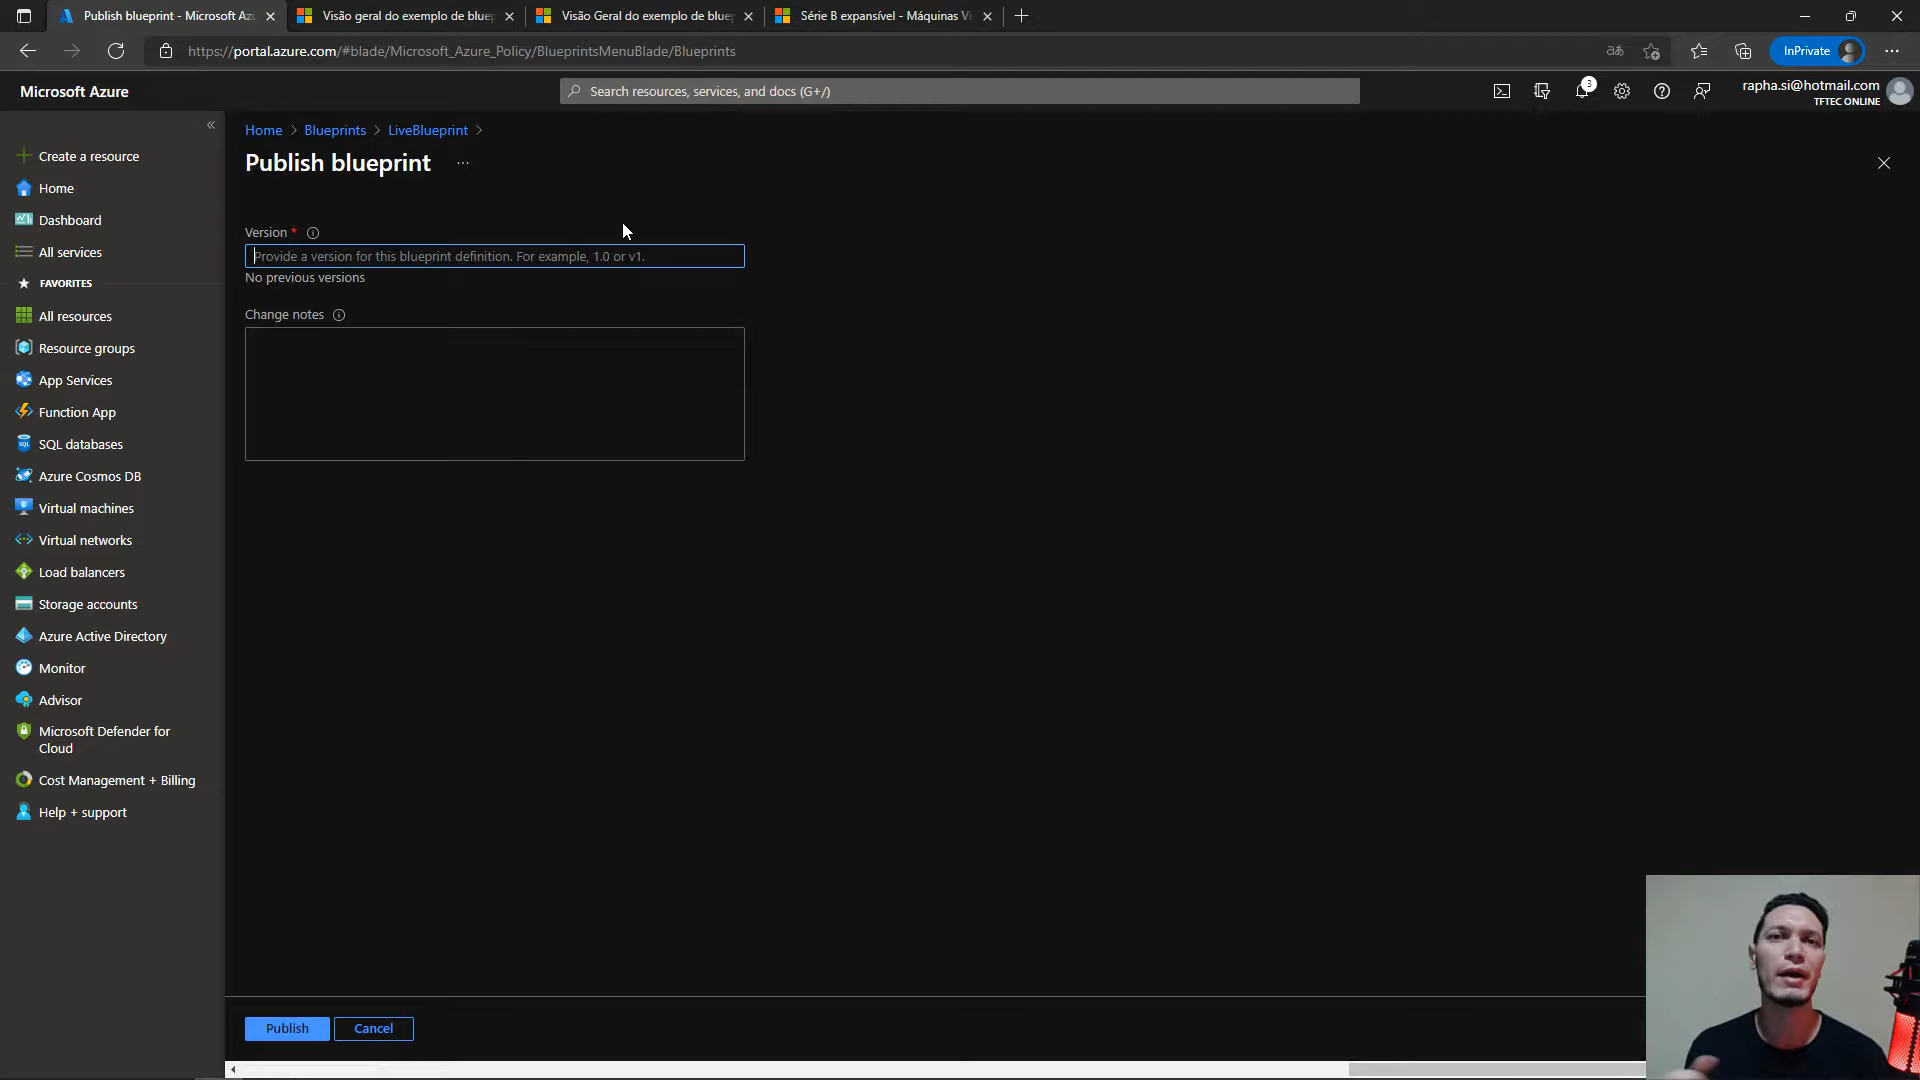 Publish blueprint - Microsoft Azu
Visão geral do exemplo de bluep
Visão Geral do exemplo de bluep
Série B expansível - Máquinas Vi
https://portal.azure.com/#blade/Microsoft_Azure_Policy/BlueprintsMenuBlade/Blueprints
InPrivate
Microsoft Azure
Search resources, services, and docs (G+/)
3
rapha.si@hotmail.com
TFTEC ONLINE
Create a resource
Home
Dashboard
All services
FAVORITES
All resources
Resource groups
App Services
Function App
SQL databases
Azure Cosmos DB
Virtual machines
Virtual networks
Load balancers
Storage accounts
Azure Active Directory
Monitor
Advisor
Microsoft Defender for
Cloud
Cost Management + Billing
Help + support
Home > Blueprints > LiveBlueprint >
Publish blueprint ...
Version *
Provide a version for this blueprint definition. For example, 1.0 or v1.
No previous versions
Change notes
Publish
Cancel